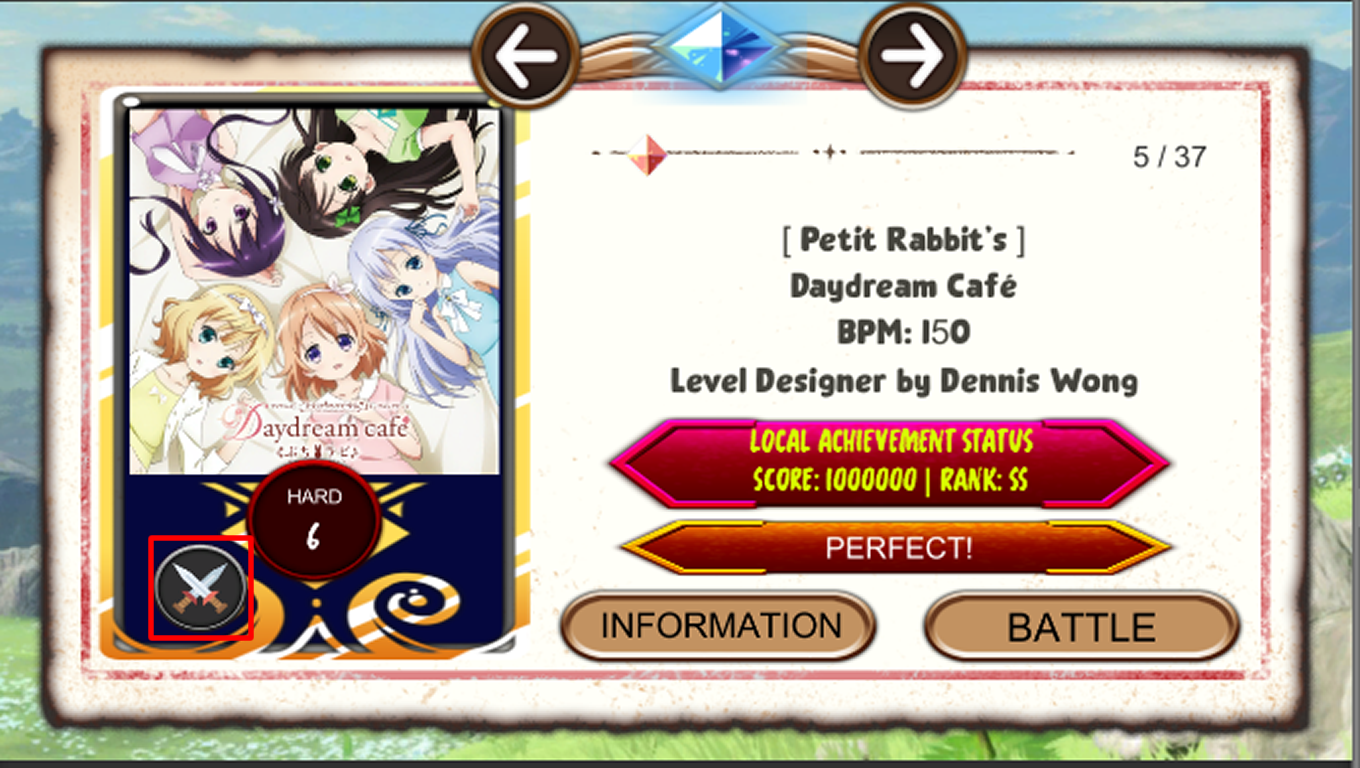 5 / 37
[ Petit Rabbit's ]
Daydream Café
BPM: 150
Level Designer by Dennis Wong
LOCAL ACHIEVEMENT STATUS
SCORE: 1000000 | RANK: SS
PERFECT!
INFORMATION
BATTLE
Daydream café
HARD
6